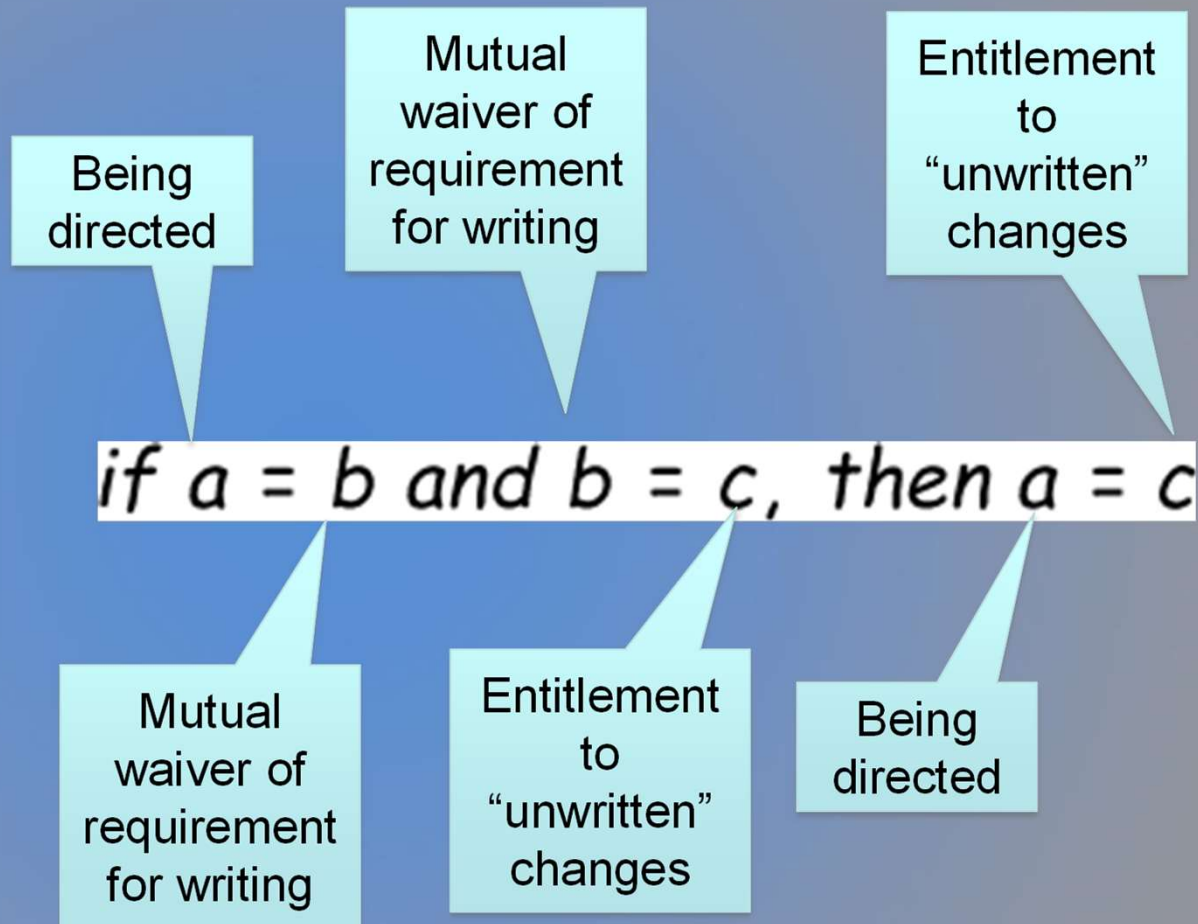 Being
directed
Mutual
waiver of
requirement
for writing
Entitlement
to
“unwritten”
changes
if a = b and b = c, then a = c
Mutual
waiver of
requirement
for writing
Entitlement
to
“unwritten”
changes
Being
directed